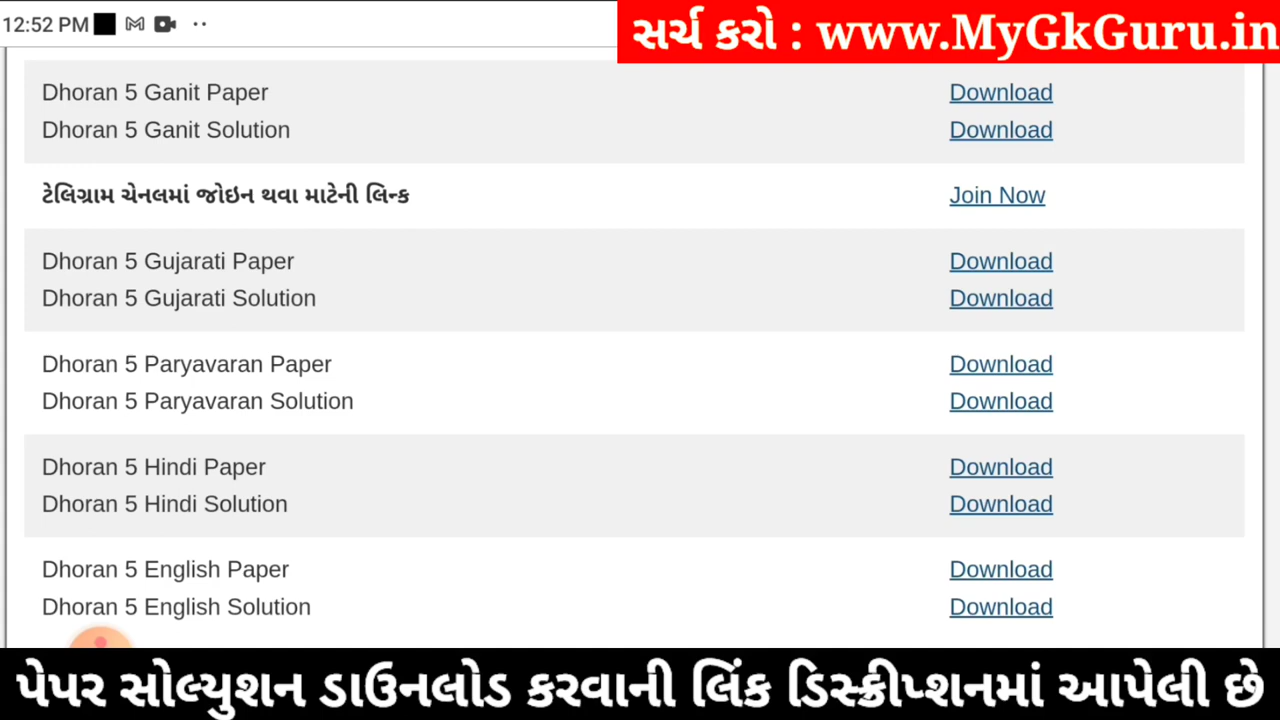 12:52 PM
સર્ચ કરો : www.MyGkGuru.in
Dhoran 5 Ganit Paper Download
Dhoran 5 Ganit Solution Download
ટેલિગ્રામ ચેનલમાં જોઇન થવા માટેની લિન્ક Join Now
Dhoran 5 Gujarati Paper Download
Dhoran 5 Gujarati Solution Download
Dhoran 5 Paryavaran Paper Download
Dhoran 5 Paryavaran Solution Download
Dhoran 5 Hindi Paper Download
Dhoran 5 Hindi Solution Download
Dhoran 5 English Paper Download
Dhoran 5 English Solution Download
પેપર સોલ્યુશન ડાઉનલોડ કરવાની લિંક ડિસ્ક્રીપ્શનમાં આપેલી છે